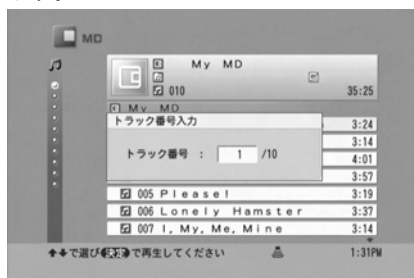 MD
My MD
010
35:25
My MD
トラック番号入力
3:24
3:14
トラック番号 : 1 /10
4:01
3:57
005 Please! 3:19
006 Lonely Hamster 3:37
007 I, My, Me, Mine 3:14
で選び 決定 で再生してください 1:31PM